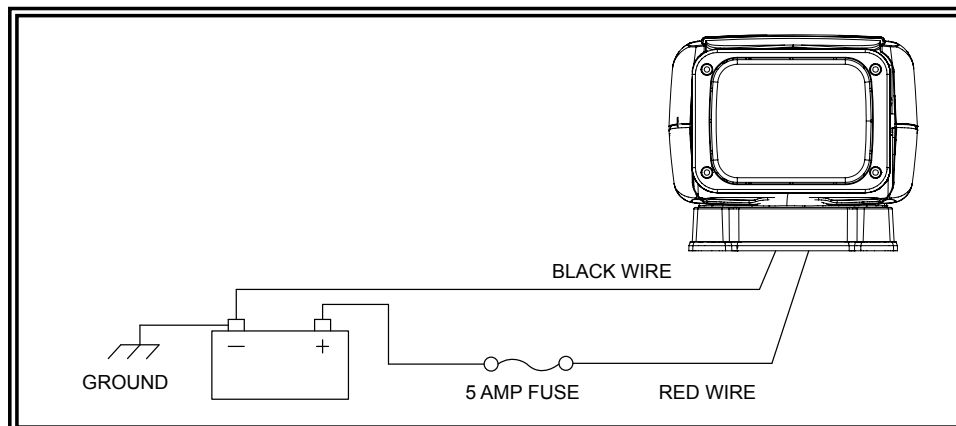 BLACK WIRE
− +
GROUND
5 AMP FUSE
RED WIRE